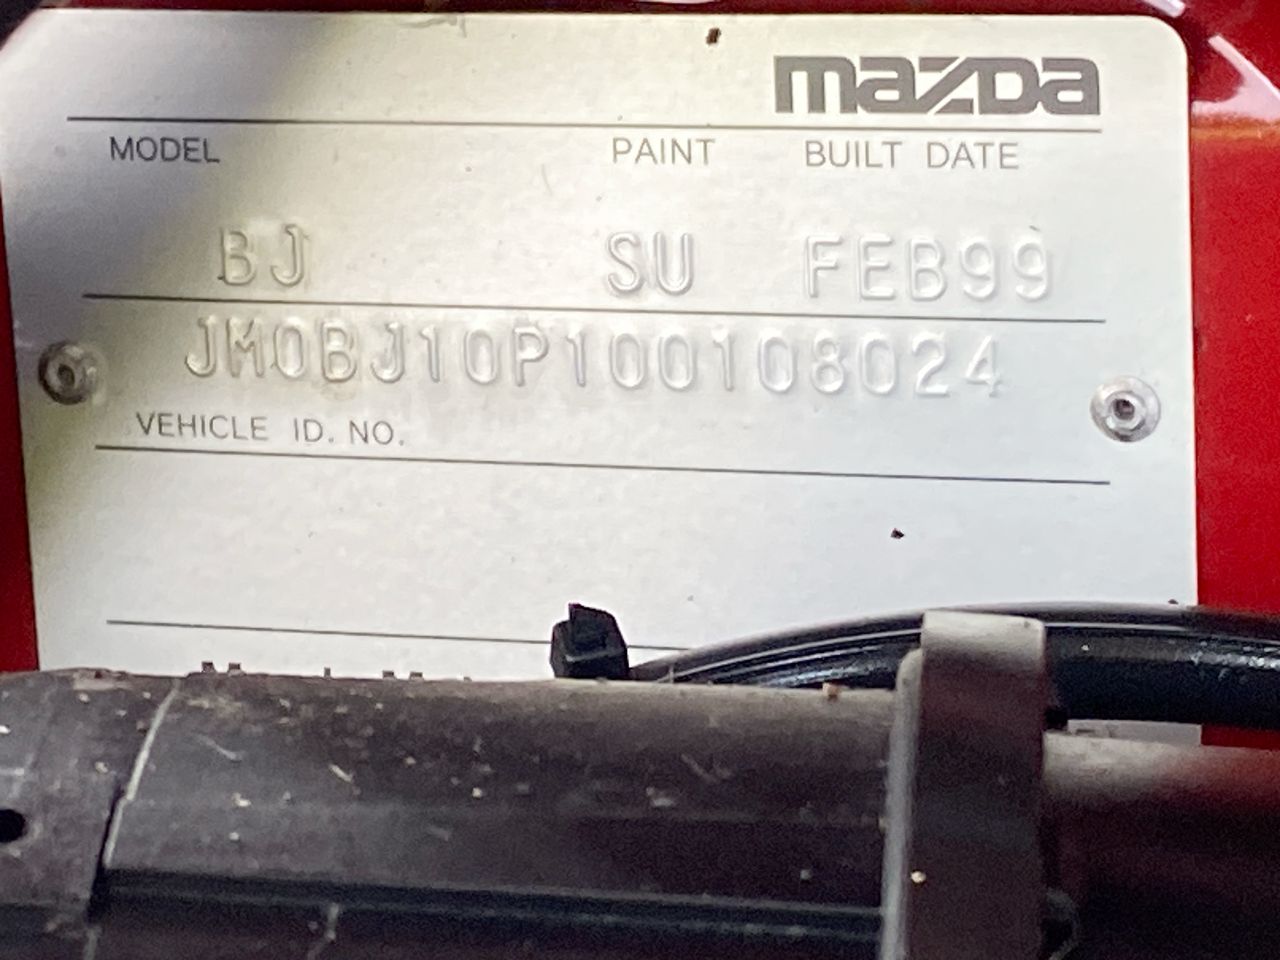 mazda
MODEL PAINT BUILT DATE
BJ SU FEB99
JM0BJ10P100108024
VEHICLE ID. NO.